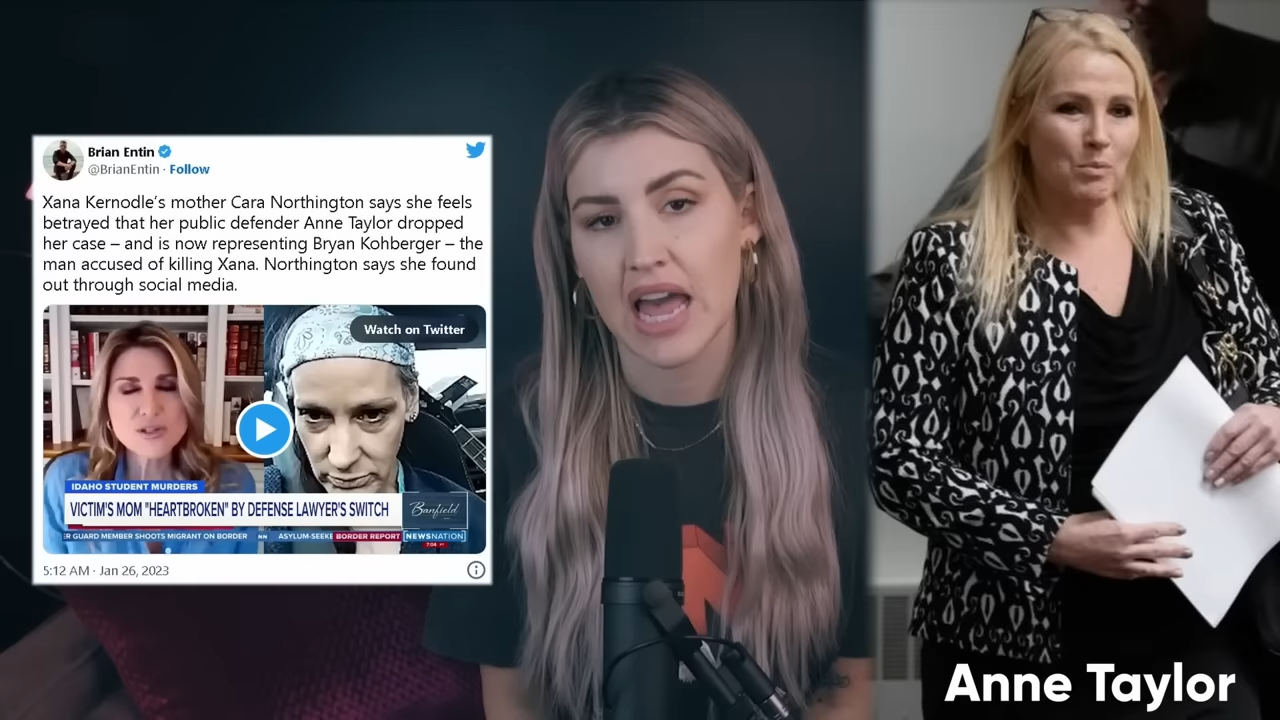 Brian Entin
@BrianEntin · Follow
Xana Kernodle's mother Cara Northington says she feels
betrayed that her public defender Anne Taylor dropped
her case – and is now representing Bryan Kohberger – the
man accused of killing Xana. Northington says she found
out through social media.
Watch on Twitter
IDAHO STUDENT MURDERS
VICTIM'S MOM "HEARTBROKEN" BY DEFENSE LAWYER'S SWITCH
Banfield
ER GUARD MEMBER SHOOTS MIGRANT ON BORDER NN ASYLUM-SEEKE BORDER REPORT NEWSNATION
7:04
5:12 AM · Jan 26, 2023
Anne Taylor